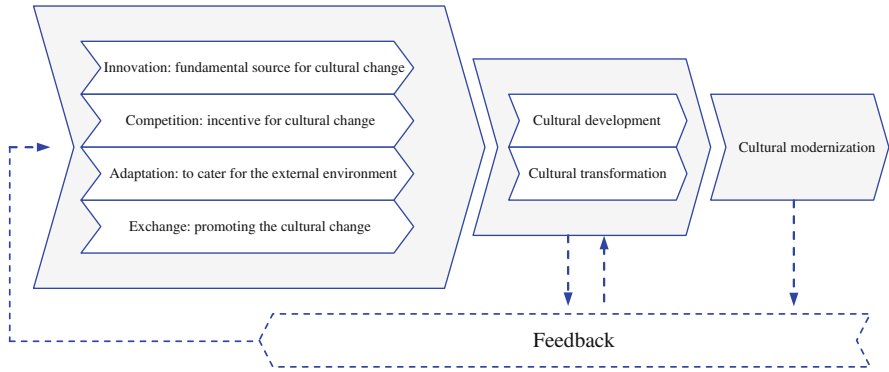 Innovation: fundamental source for cultural change
Competition: incentive for cultural change
Adaptation: to cater for the external environment
Exchange: promoting the cultural change
Cultural development
Cultural transformation
Cultural modernization
Feedback